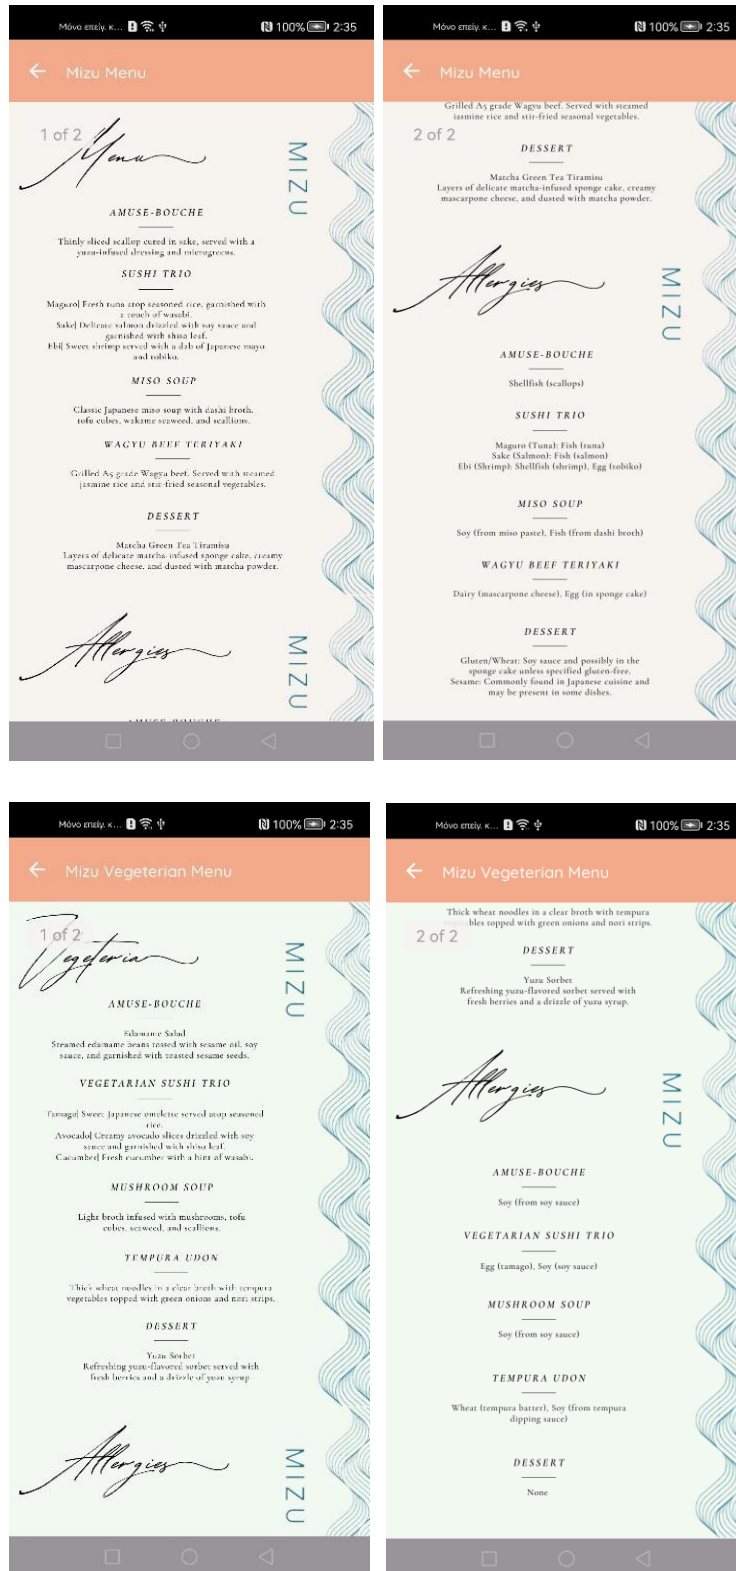 Μόνο επείγ. κ... 100% 2:35
Mizu Menu
1 of 2
Menu
MIZU
AMUSE-BOUCHE
Thinly sliced scallop cured in sake, served with a
yuzu-infused dressing and microgreens.
SUSHI TRIO
Maguro| Fresh tuna atop seasoned rice, garnished with
a touch of wasabi.
Sake| Delicate salmon drizzled with soy sauce and
garnished with shiso leaf.
Ebi| Sweet shrimp served with a dab of Japanese mayo
and tobiko.
MISO SOUP
Classic Japanese miso soup with dashi broth,
tofu cubes, wakame seaweed, and scallions.
WAGYU BEEF TERIYAKI
Grilled A5 grade Wagyu beef. Served with steamed
jasmine rice and stir-fried seasonal vegetables.
DESSERT
Matcha Green Tea Tiramisu
Layers of delicate matcha-infused sponge cake, creamy
mascarpone cheese, and dusted with matcha powder.
Allergies
MIZU
AMUSE-BOUCHE
Μόνο επείγ. κ... 100% 2:35
Mizu Menu
Grilled A5 grade Wagyu beef. Served with steamed
jasmine rice and stir-fried seasonal vegetables.
2 of 2
DESSERT
Matcha Green Tea Tiramisu
Layers of delicate matcha-infused sponge cake, creamy
mascarpone cheese, and dusted with matcha powder.
Allergies
MIZU
AMUSE-BOUCHE
Shellfish (scallops)
SUSHI TRIO
Maguro (Tuna): Fish (tuna)
Sake (Salmon): Fish (salmon)
Ebi (Shrimp): Shellfish (shrimp), Egg (tobiko)
MISO SOUP
Soy (from miso paste), Fish (from dashi broth)
WAGYU BEEF TERIYAKI
Dairy (mascarpone cheese), Egg (in sponge cake)
DESSERT
Gluten/Wheat: Soy sauce and possibly in the
sponge cake unless specified gluten-free.
Sesame: Commonly found in Japanese cuisine and
may be present in some dishes.
Μόνο επείγ. κ... 100% 2:35
Mizu Vegeterian Menu
1 of 2
Vegeterian
MIZU
AMUSE-BOUCHE
Edamame Salad
Steamed edamame beans tossed with sesame oil, soy
sauce, and garnished with toasted sesame seeds.
VEGETARIAN SUSHI TRIO
Tamago| Sweet Japanese omelette served atop seasoned
rice.
Avocado| Creamy avocado slices drizzled with soy
sauce and garnished with shiso leaf.
Cucumber| Fresh cucumber with a hint of wasabi.
MUSHROOM SOUP
Light broth infused with mushrooms, tofu
cubes, seaweed, and scallions.
TEMPURA UDON
Thick wheat noodles in a clear broth with tempura
vegetables topped with green onions and nori strips.
DESSERT
Yuzu Sorbet
Refreshing yuzu-flavored sorbet served with
fresh berries and a drizzle of yuzu syrup
Allergies
MIZU
Μόνο επείγ. κ... 100% 2:35
Mizu Vegeterian Menu
Thick wheat noodles in a clear broth with tempura
vegetables topped with green onions and nori strips.
2 of 2
DESSERT
Yuzu Sorbet
Refreshing yuzu-flavored sorbet served with
fresh berries and a drizzle of yuzu syrup.
Allergies
MIZU
AMUSE-BOUCHE
Soy (from soy sauce)
VEGETARIAN SUSHI TRIO
Egg (tamago), Soy (soy sauce)
MUSHROOM SOUP
Soy (from soy sauce)
TEMPURA UDON
Wheat (tempura batter), Soy (from tempura
dipping sauce)
DESSERT
None